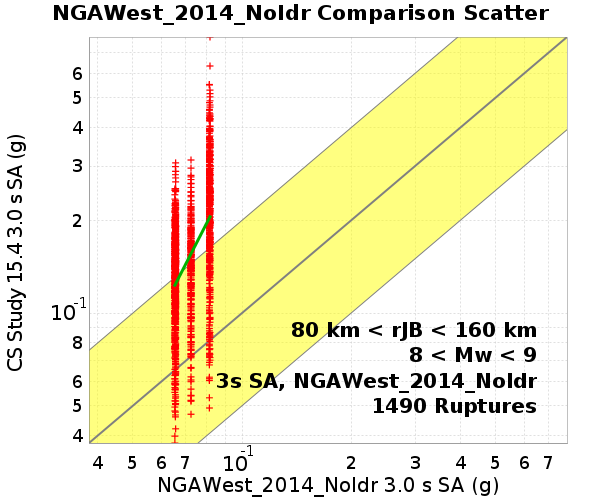 NGAWest_2014_NoIdr Comparison Scatter
CS Study 15.4 3.0 s SA (g)
6
5
4
3
2
10-1
8
6
5
4
80 km < rJB < 160 km
8 < Mw < 9
3s SA, NGAWest_2014_NoIdr
1490 Ruptures
4 5 6 7 10-1 2 3 4 5 6 7
NGAWest_2014_NoIdr 3.0 s SA (g)